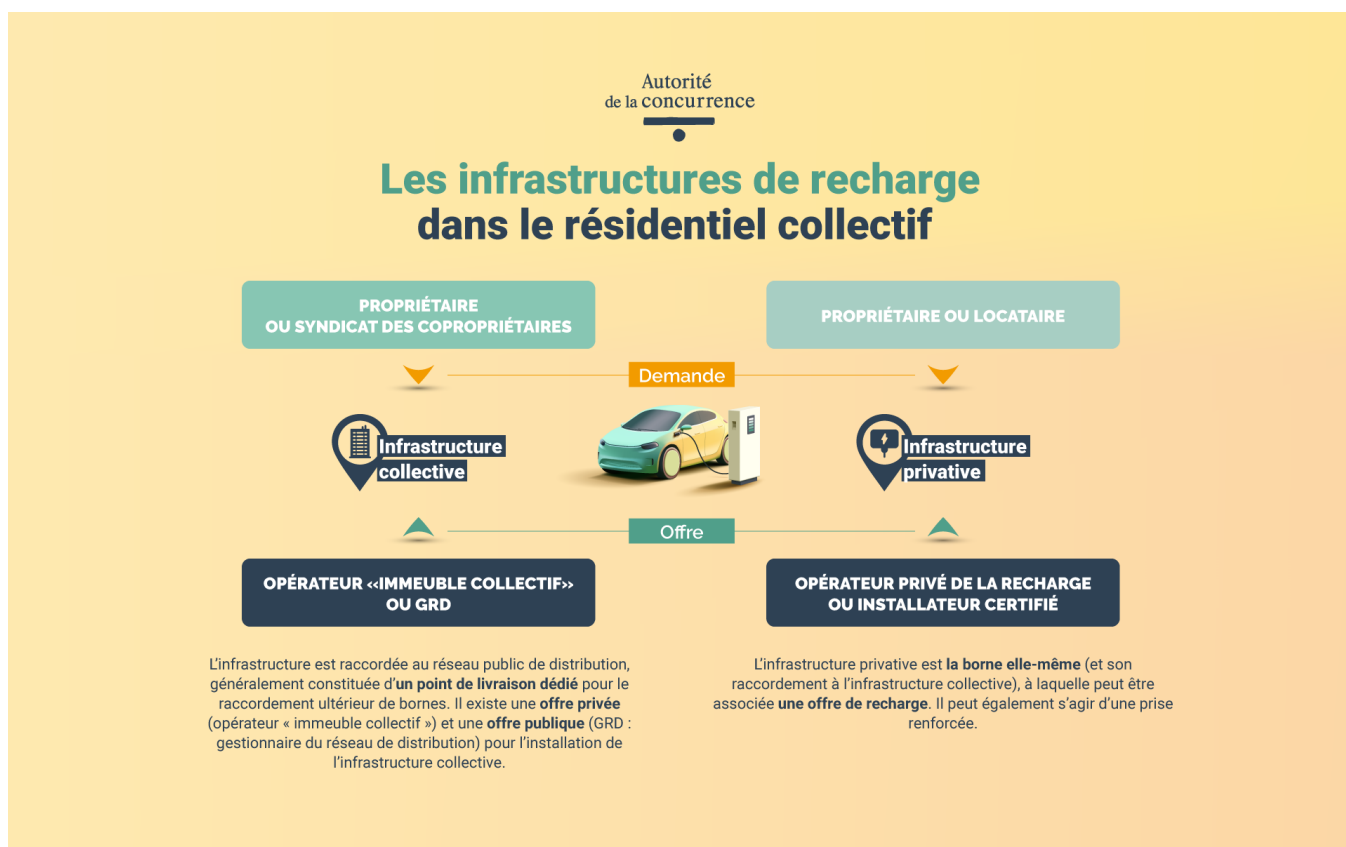 Autorité
de la concurrence
Les infrastructures de recharge
dans le résidentiel collectif
PROPRIÉTAIRE
OU SYNDICAT DES COPROPRIÉTAIRES
PROPRIÉTAIRE OU LOCATAIRE
Demande
Infrastructure
collective
Infrastructure
privative
Offre
OPÉRATEUR «IMMEUBLE COLLECTIF»
OU GRD
OPÉRATEUR PRIVÉ DE LA RECHARGE
OU INSTALLATEUR CERTIFIÉ
L’infrastructure est raccordée au réseau public de distribution,
généralement constituée d’un point de livraison dédié pour le
raccordement ultérieur de bornes. Il existe une offre privée
(opérateur « immeuble collectif ») et une offre publique (GRD :
gestionnaire du réseau de distribution) pour l’installation de
l’infrastructure collective.
L’infrastructure privative est la borne elle-même (et son
raccordement à l’infrastructure collective), à laquelle peut être
associée une offre de recharge. Il peut également s’agir d’une prise
renforcée.